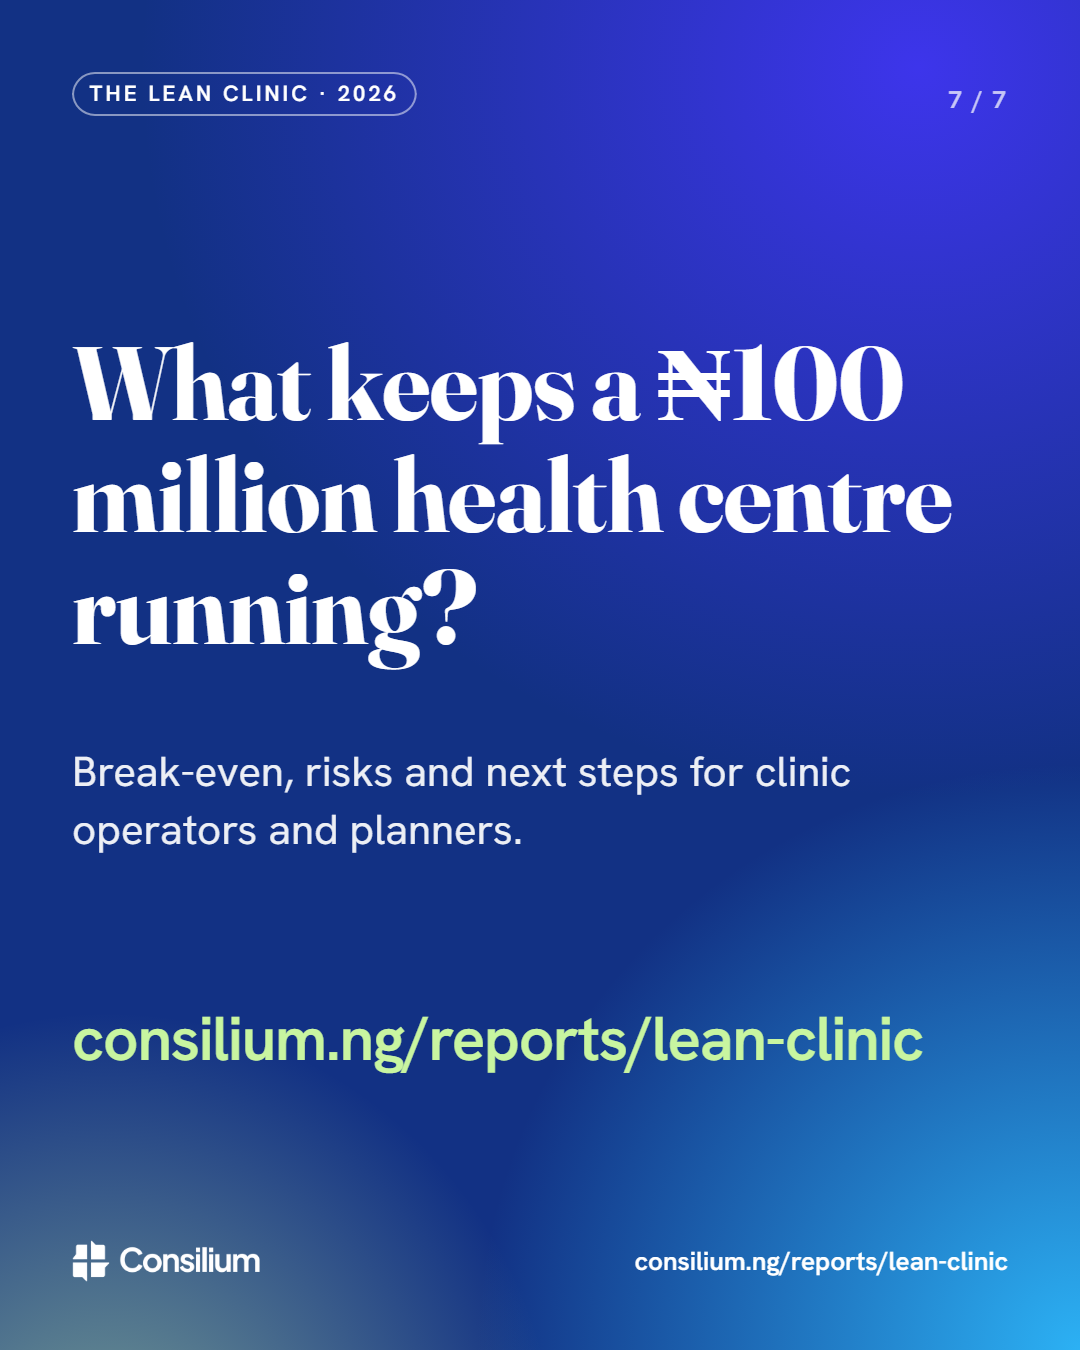 THE LEAN CLINIC · 2026
7 / 7
What keeps a ₦100
million health centre
running?
Break-even, risks and next steps for clinic
operators and planners.
consilium.ng/reports/lean-clinic
Consilium
consilium.ng/reports/lean-clinic